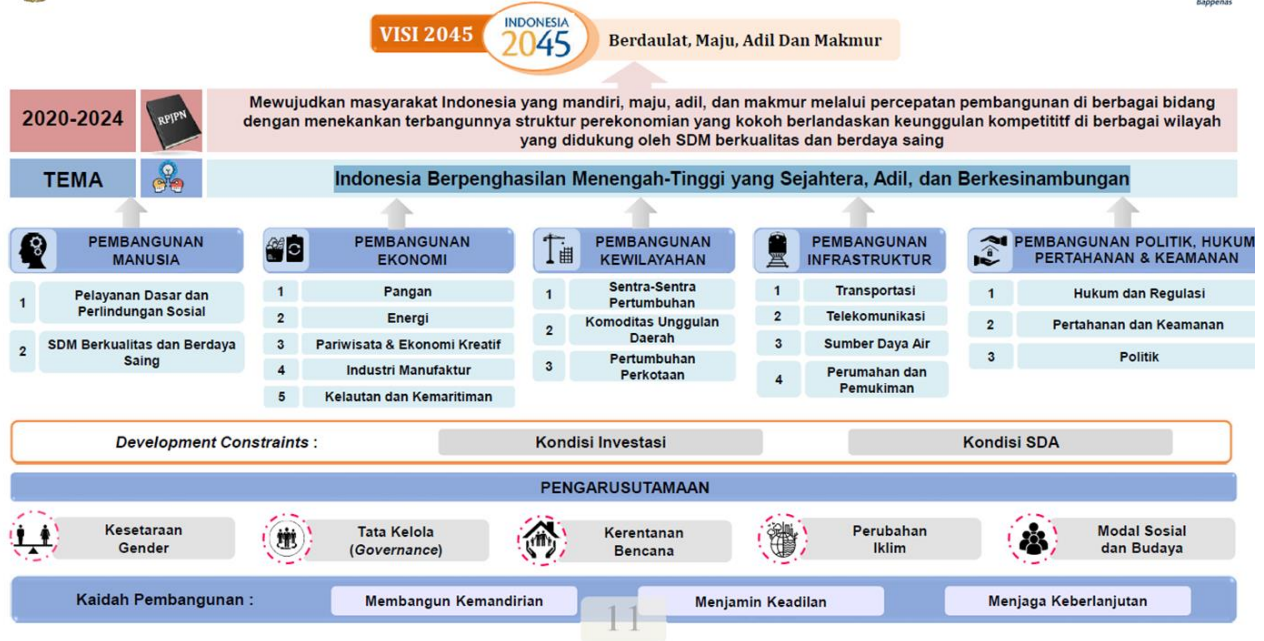 Bappenas
VISI 2045
INDONESIA
2045
Berdaulat, Maju, Adil Dan Makmur
2020-2024
RPJPN
Mewujudkan masyarakat Indonesia yang mandiri, maju, adil, dan makmur melalui percepatan pembangunan di berbagai bidang
dengan menekankan terbangunnya struktur perekonomian yang kokoh berlandaskan keunggulan kompetititf di berbagai wilayah
yang didukung oleh SDM berkualitas dan berdaya saing
TEMA
Indonesia Berpenghasilan Menengah-Tinggi yang Sejahtera, Adil, dan Berkesinambungan
PEMBANGUNAN
MANUSIA
1
Pelayanan Dasar dan
Perlindungan Sosial
2
SDM Berkualitas dan Berdaya
Saing
PEMBANGUNAN
EKONOMI
1 Pangan
2 Energi
3 Pariwisata & Ekonomi Kreatif
4 Industri Manufaktur
5 Kelautan dan Kemaritiman
PEMBANGUNAN
KEWILAYAHAN
1
Sentra-Sentra
Pertumbuhan
2
Komoditas Unggulan
Daerah
3
Pertumbuhan
Perkotaan
PEMBANGUNAN
INFRASTRUKTUR
1 Transportasi
2 Telekomunikasi
3 Sumber Daya Air
4
Perumahan dan
Pemukiman
PEMBANGUNAN POLITIK, HUKUM
PERTAHANAN & KEAMANAN
1 Hukum dan Regulasi
2 Pertahanan dan Keamanan
3 Politik
Development Constraints :
Kondisi Investasi
Kondisi SDA
PENGARUSUTAMAAN
Kesetaraan
Gender
Tata Kelola
(Governance)
Kerentanan
Bencana
Perubahan
Iklim
Modal Sosial
dan Budaya
Kaidah Pembangunan :
Membangun Kemandirian
Menjamin Keadilan
Menjaga Keberlanjutan
11